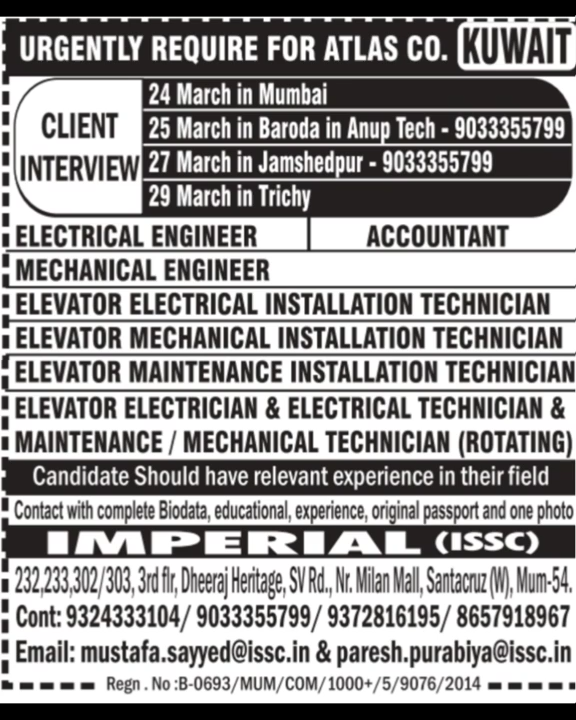 URGENTLY REQUIRE FOR ATLAS CO. KUWAIT
CLIENT INTERVIEW
24 March in Mumbai
25 March in Baroda in Anup Tech - 9033355799
27 March in Jamshedpur - 9033355799
29 March in Trichy
ELECTRICAL ENGINEER ACCOUNTANT
MECHANICAL ENGINEER
ELEVATOR ELECTRICAL INSTALLATION TECHNICIAN
ELEVATOR MECHANICAL INSTALLATION TECHNICIAN
ELEVATOR MAINTENANCE INSTALLATION TECHNICIAN
ELEVATOR ELECTRICIAN & ELECTRICAL TECHNICIAN &
MAINTENANCE / MECHANICAL TECHNICIAN (ROTATING)
Candidate Should have relevant experience in their field
Contact with complete Biodata, educational, experience, original passport and one photo
IMPERIAL (ISSC)
232,233,302/303, 3rd flr, Dheeraj Heritage, SV Rd., Nr. Milan Mall, Santacruz (W), Mum-54.
Cont: 9324333104/ 9033355799/ 9372816195/ 8657918967
Email: mustafa.sayyed@issc.in & paresh.purabiya@issc.in
Regn . No :B-0693/MUM/COM/1000+/5/9076/2014